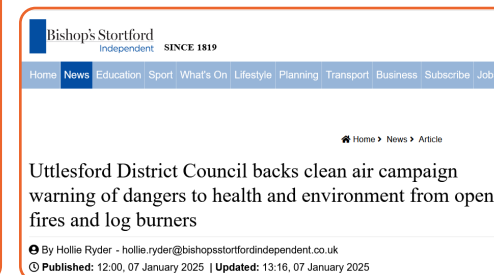 Bishop's Stortford
Independent SINCE 1819
Home News Education Sport What's On Lifestyle Planning Transport Business Subscribe Job
Home > News > Article
Uttlesford District Council backs clean air campaign
warning of dangers to health and environment from open
fires and log burners
By Hollie Ryder - hollie.ryder@bishopsstortfordindependent.co.uk
Published: 12:00, 07 January 2025 | Updated: 13:16, 07 January 2025